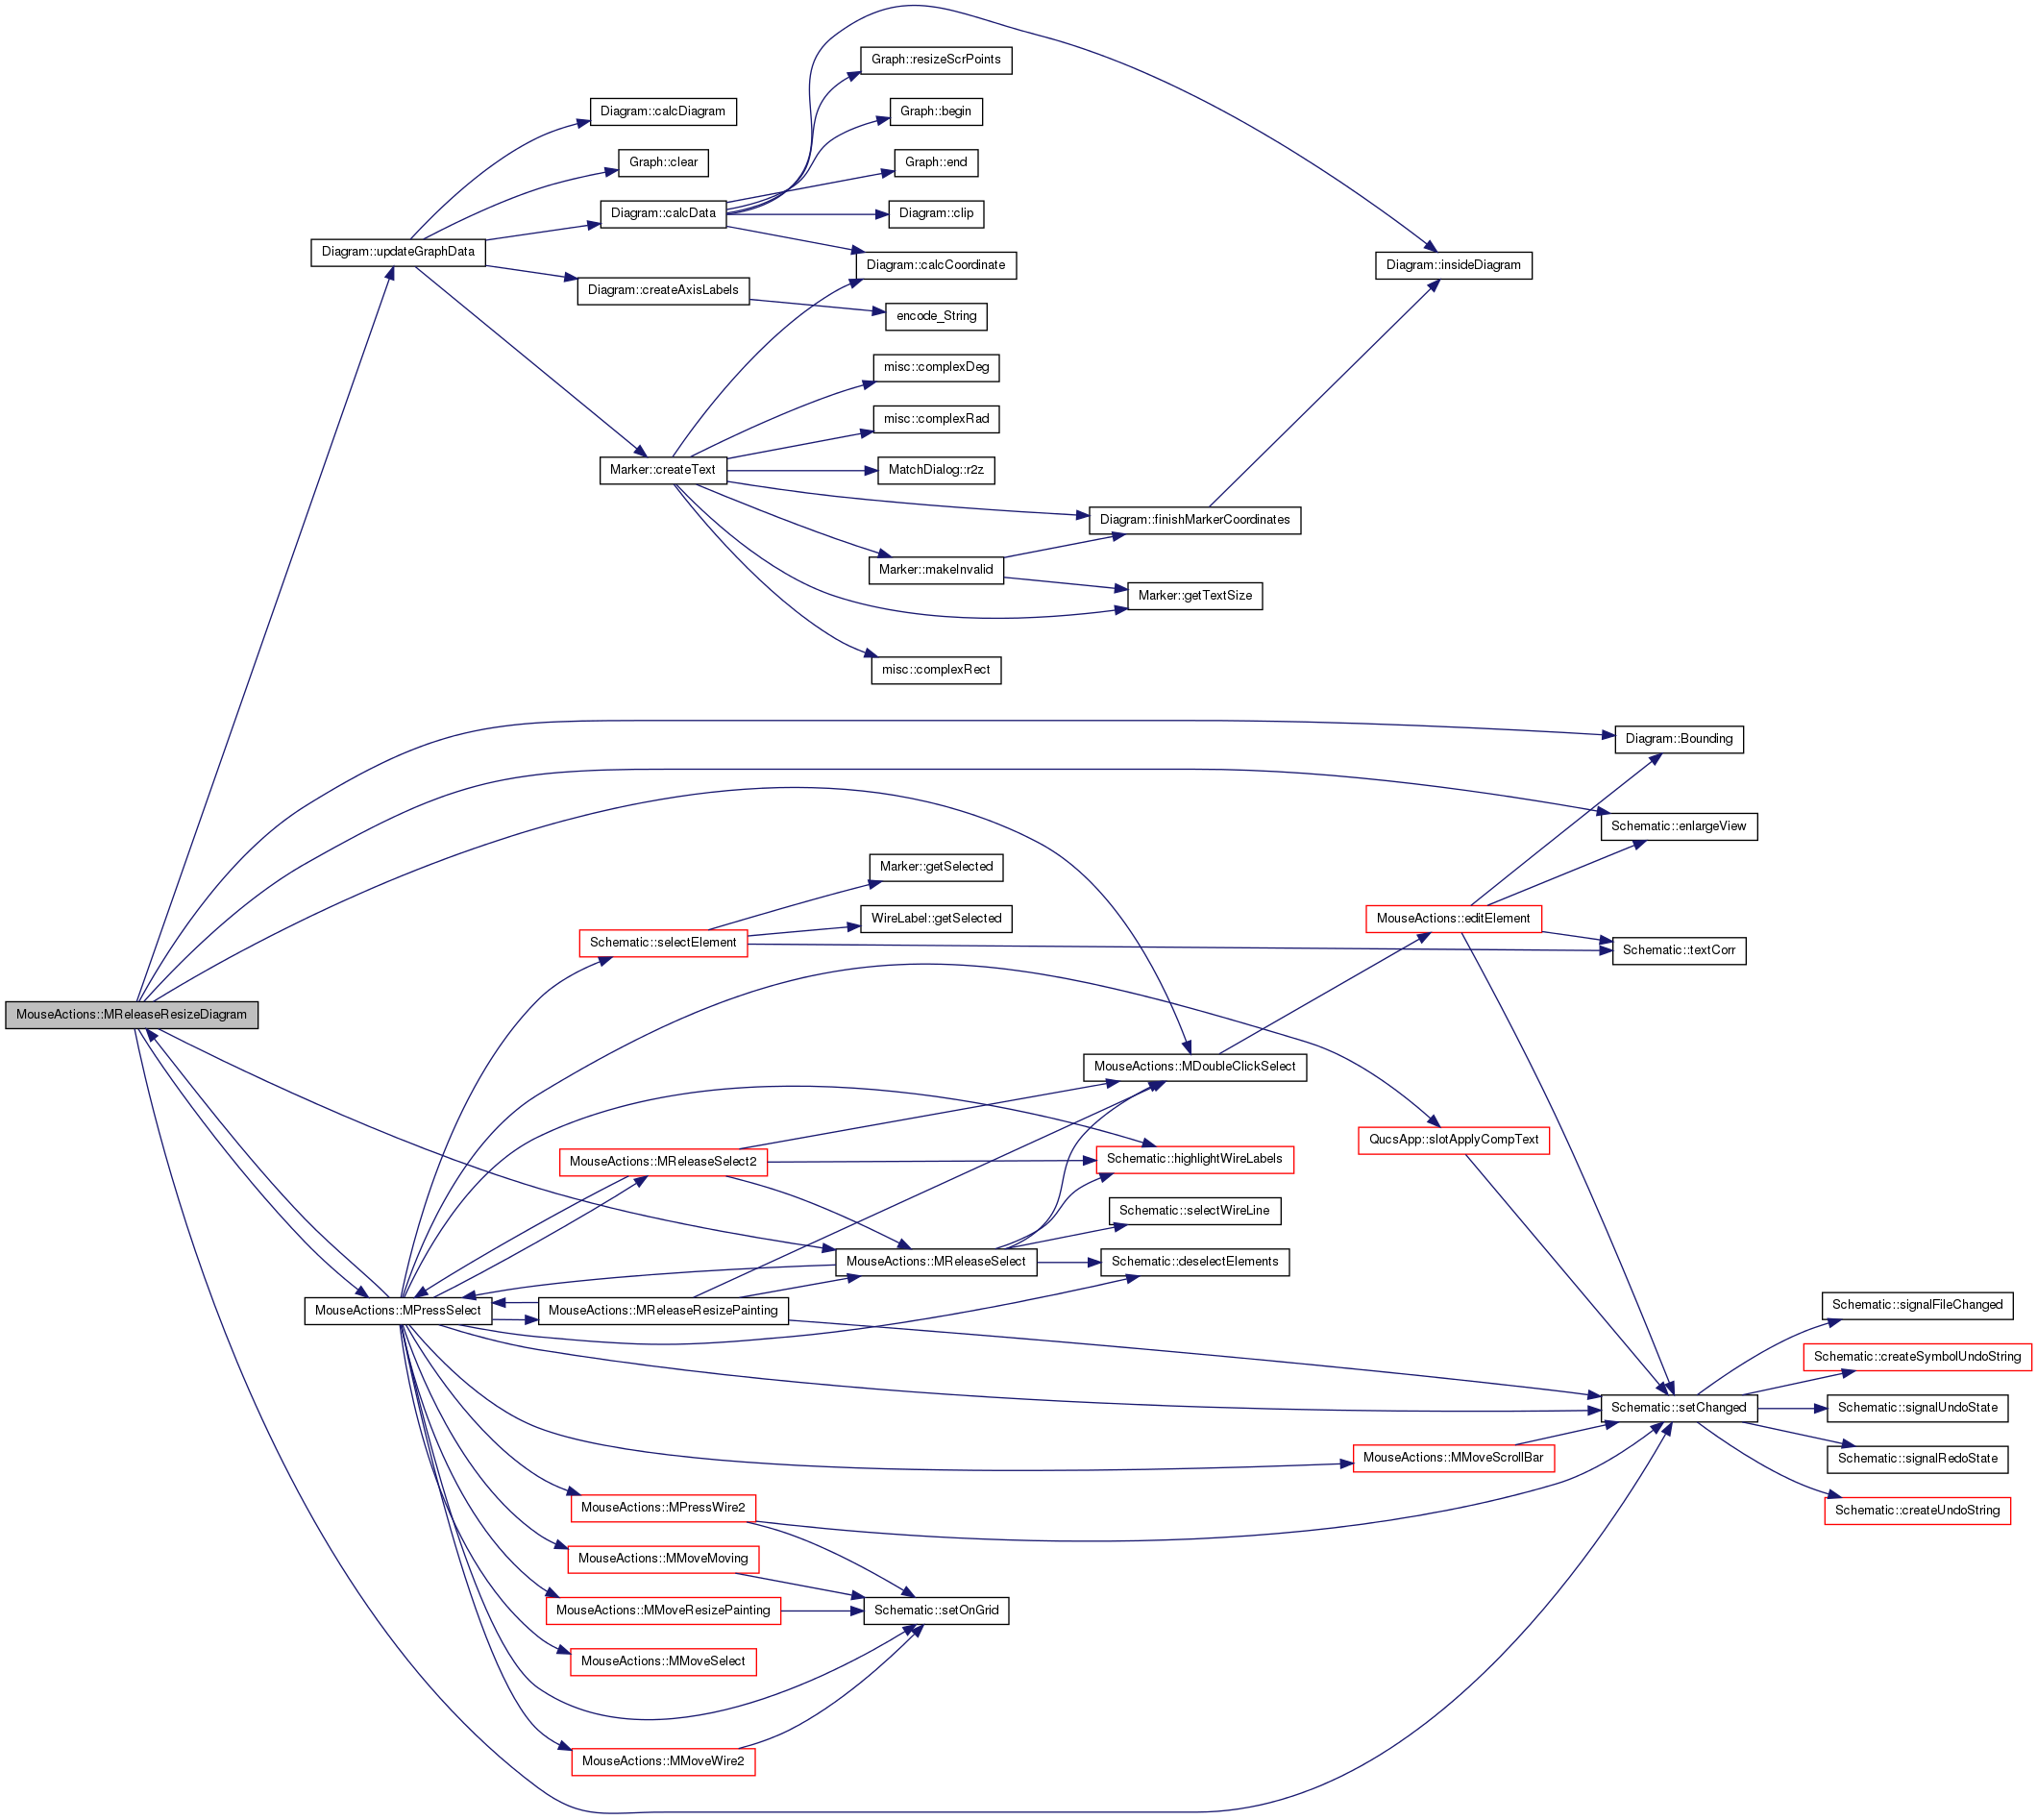 Graph::resizeScrPoints
Diagram::calcDiagram
Graph::begin
Graph::clear
Graph::end
Diagram::calcData
Diagram::clip
Diagram::updateGraphData
Diagram::calcCoordinate
Diagram::insideDiagram
Diagram::createAxisLabels
encode_String
misc::complexDeg
misc::complexRad
Marker::createText
MatchDialog::r2z
Diagram::finishMarkerCoordinates
Marker::makeInvalid
Marker::getTextSize
misc::complexRect
Diagram::Bounding
Schematic::enlargeView
Marker::getSelected
WireLabel::getSelected
MouseActions::editElement
Schematic::selectElement
Schematic::textCorr
MouseActions::MReleaseResizeDiagram
MouseActions::MDoubleClickSelect
QucsApp::slotApplyCompText
MouseActions::MReleaseSelect2
Schematic::highlightWireLabels
Schematic::selectWireLine
MouseActions::MReleaseSelect
Schematic::deselectElements
MouseActions::MPressSelect
MouseActions::MReleaseResizePainting
Schematic::signalFileChanged
Schematic::createSymbolUndoString
Schematic::setChanged
Schematic::signalUndoState
MouseActions::MMoveScrollBar
Schematic::signalRedoState
MouseActions::MPressWire2
Schematic::createUndoString
MouseActions::MMoveMoving
MouseActions::MMoveResizePainting
Schematic::setOnGrid
MouseActions::MMoveSelect
MouseActions::MMoveWire2